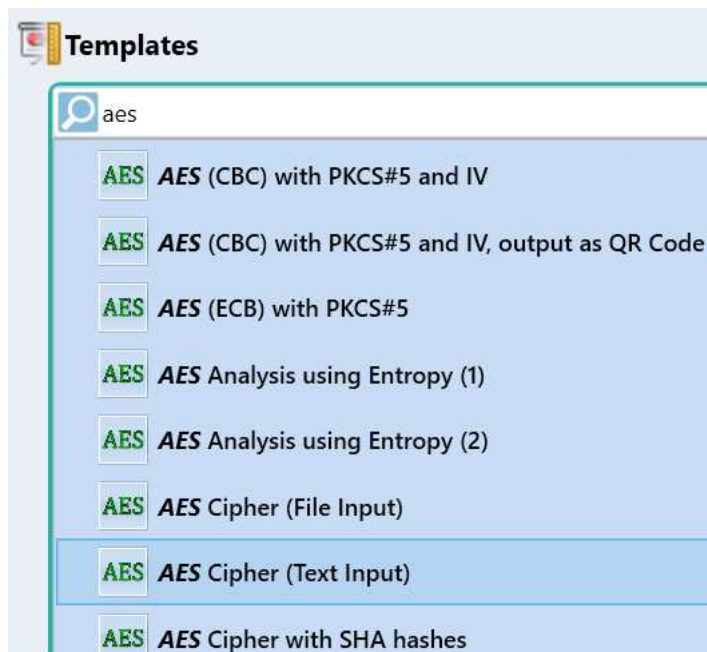 Templates
aes
AES AES (CBC) with PKCS#5 and IV
AES AES (CBC) with PKCS#5 and IV, output as QR Code
AES AES (ECB) with PKCS#5
AES AES Analysis using Entropy (1)
AES AES Analysis using Entropy (2)
AES AES Cipher (File Input)
AES AES Cipher (Text Input)
AES AES Cipher with SHA hashes